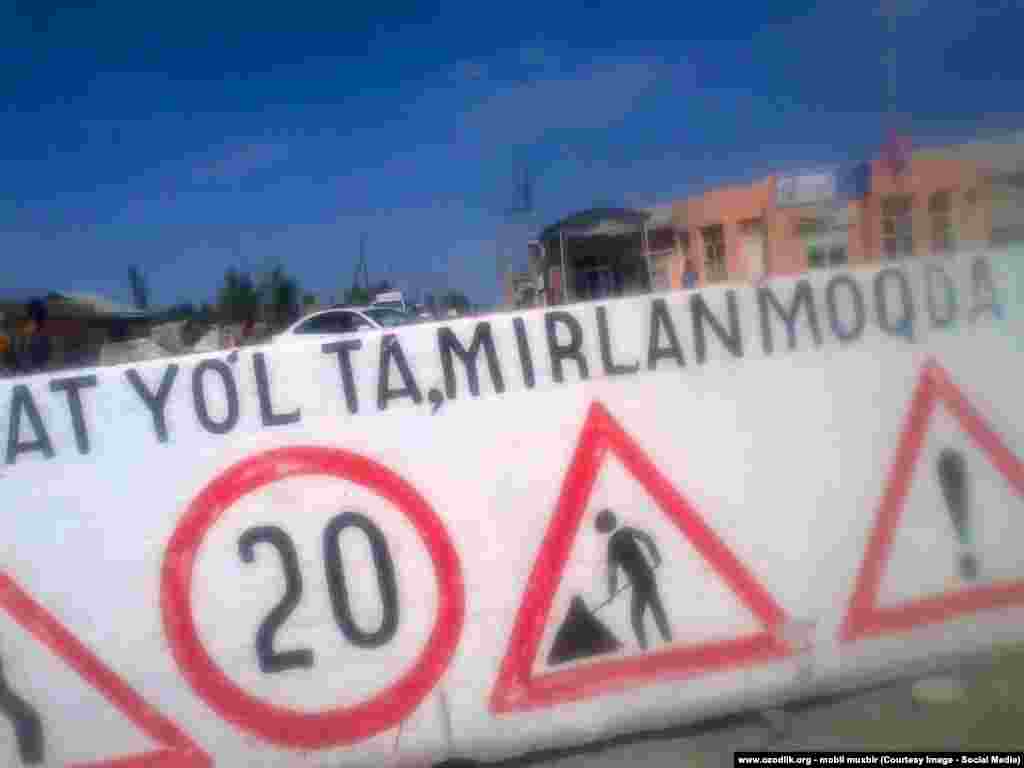 AT YO'L TA,MIRLANMOQDA
20
!
www.ozodlik.org - mobil muxbir (Courtesy Image - Social Media)